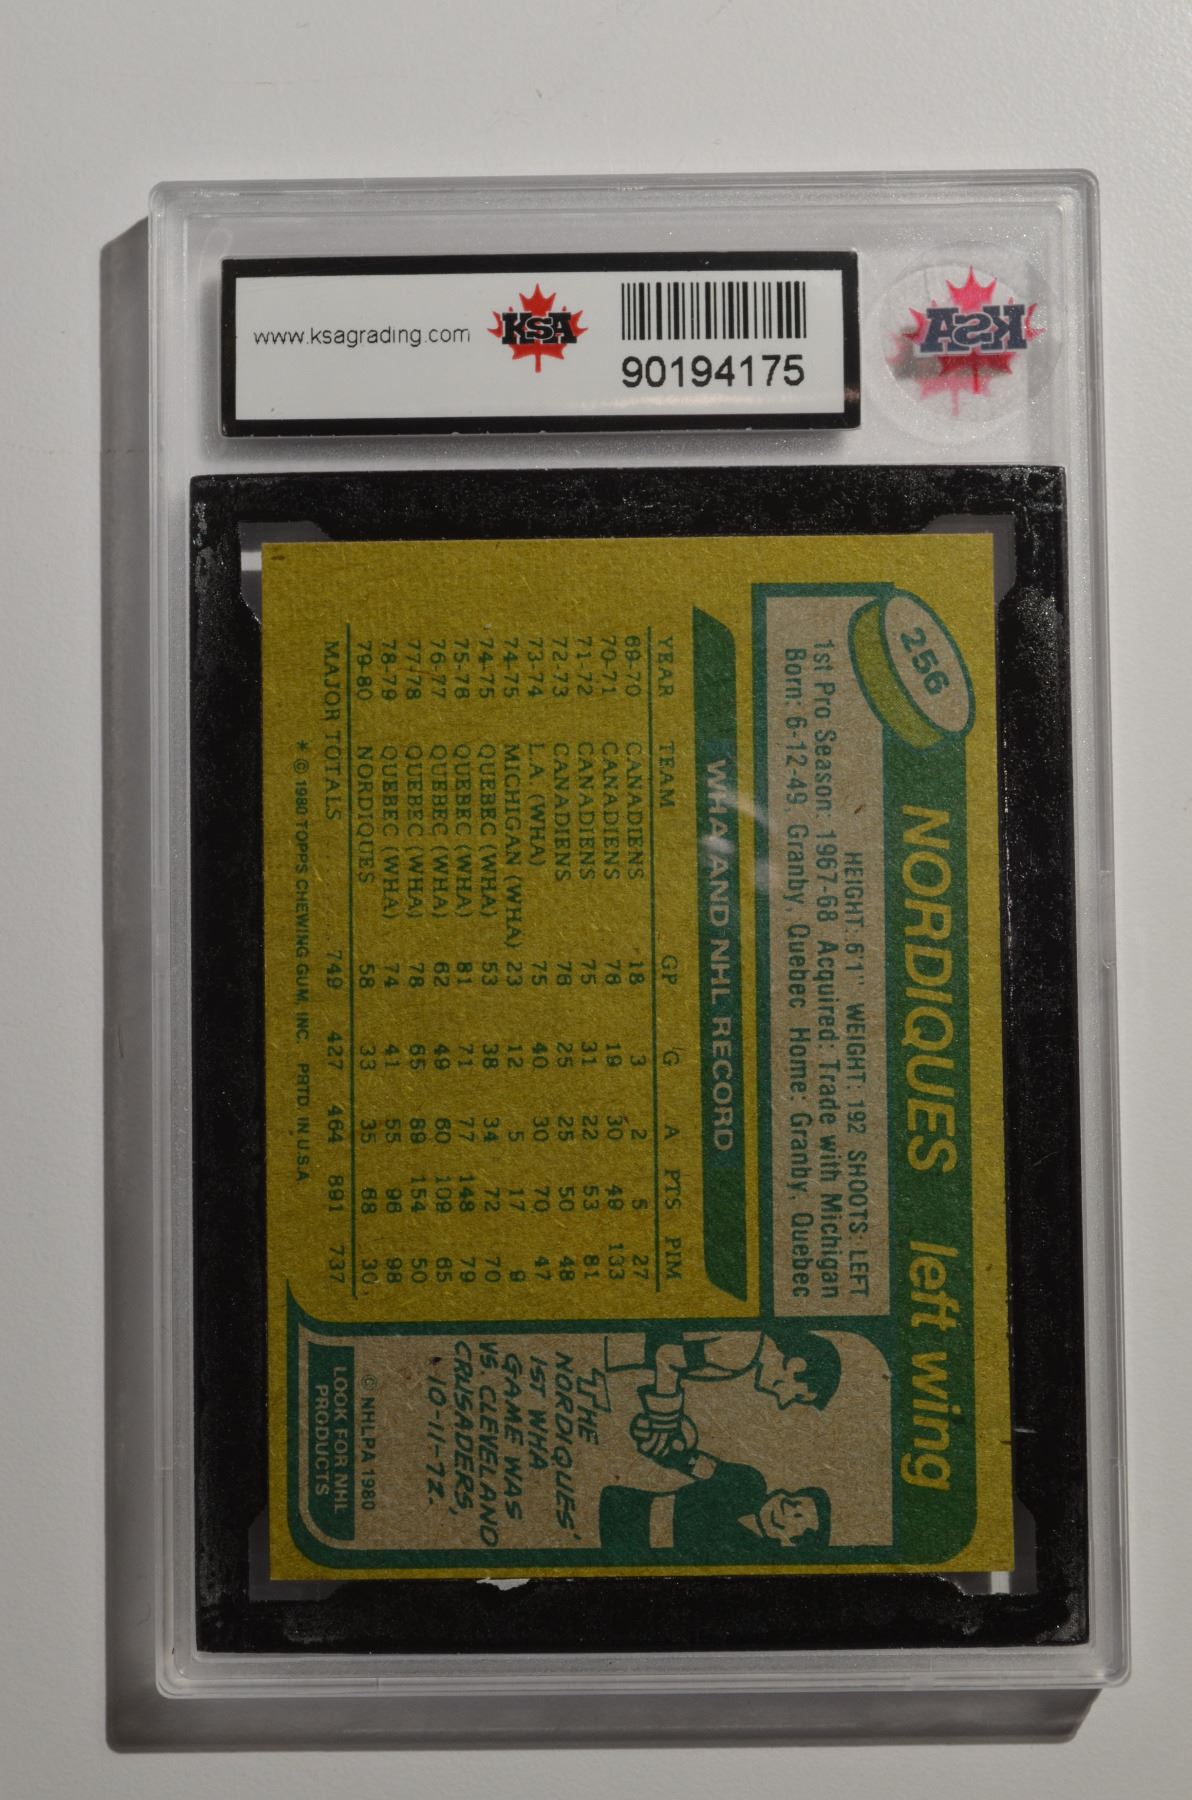 www.ksagrading.com
KSA
90194175
KSA
256
NORDIQUES left wing
HEIGHT: 6'1" WEIGHT: 192 SHOOTS: LEFT
1st Pro Season: 1967-68 Acquired: Trade with Michigan
Born: 6-12-49, Granby, Quebec Home: Granby, Quebec
WHA AND NHL RECORD
YEAR TEAM GP G A PTS PIM
69-70 CANADIENS 18 3 2 5 27
70-71 CANADIENS 78 19 30 49 133
71-72 CANADIENS 75 31 22 53 81
72-73 CANADIENS 78 25 25 50 48
73-74 L.A. (WHA) 75 40 30 70 47
74-75 MICHIGAN (WHA) 23 12 5 17 9
74-75 QUEBEC (WHA) 53 38 34 72 70
75-76 QUEBEC (WHA) 81 71 77 148 79
76-77 QUEBEC (WHA) 62 49 60 109 65
77-78 QUEBEC (WHA) 78 65 89 154 50
78-79 QUEBEC (WHA) 74 41 55 96 98
79-80 NORDIQUES 58 33 35 68 30
MAJOR TOTALS . . . . . . . . 749 427 464 891 737
* © 1980 TOPPS CHEWING GUM, INC. PRTD. IN U.S.A.
THE
NORDIQUES'
1ST WHA
GAME WAS
VS. CLEVELAND
CRUSADERS,
10-11-72.
© NHLPA 1980
LOOK FOR NHL
PRODUCTS